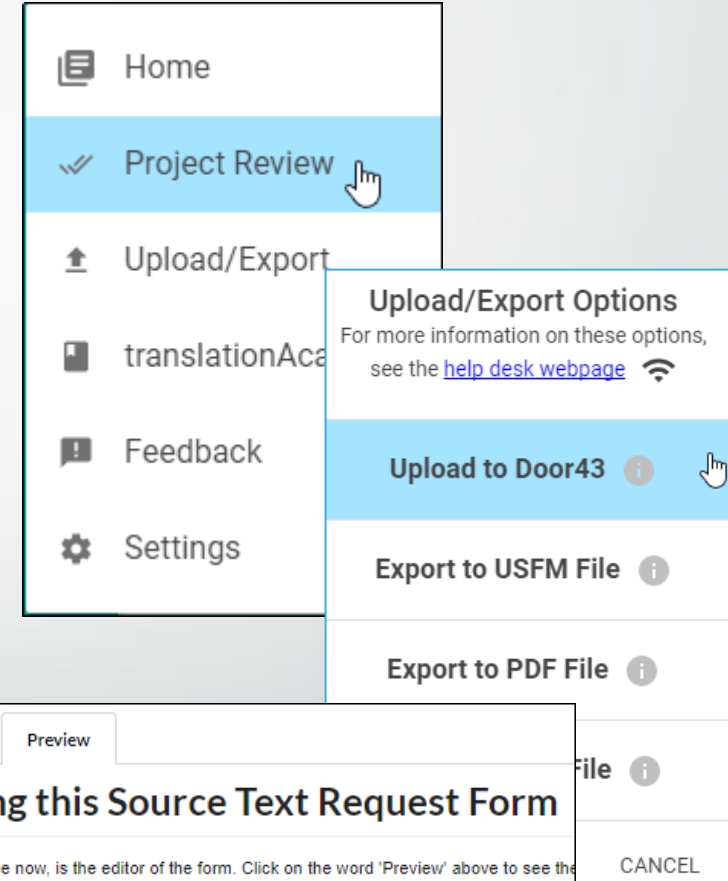 Home
Project Review
Upload/Export
translationAca
Feedback
Settings
Upload/Export Options
For more information on these options,
see the help desk webpage
Upload to Door43
Export to USFM File
Export to PDF File
File
CANCEL
Preview
ng this Source Text Request Form
e now, is the editor of the form. Click on the word 'Preview' above to see the